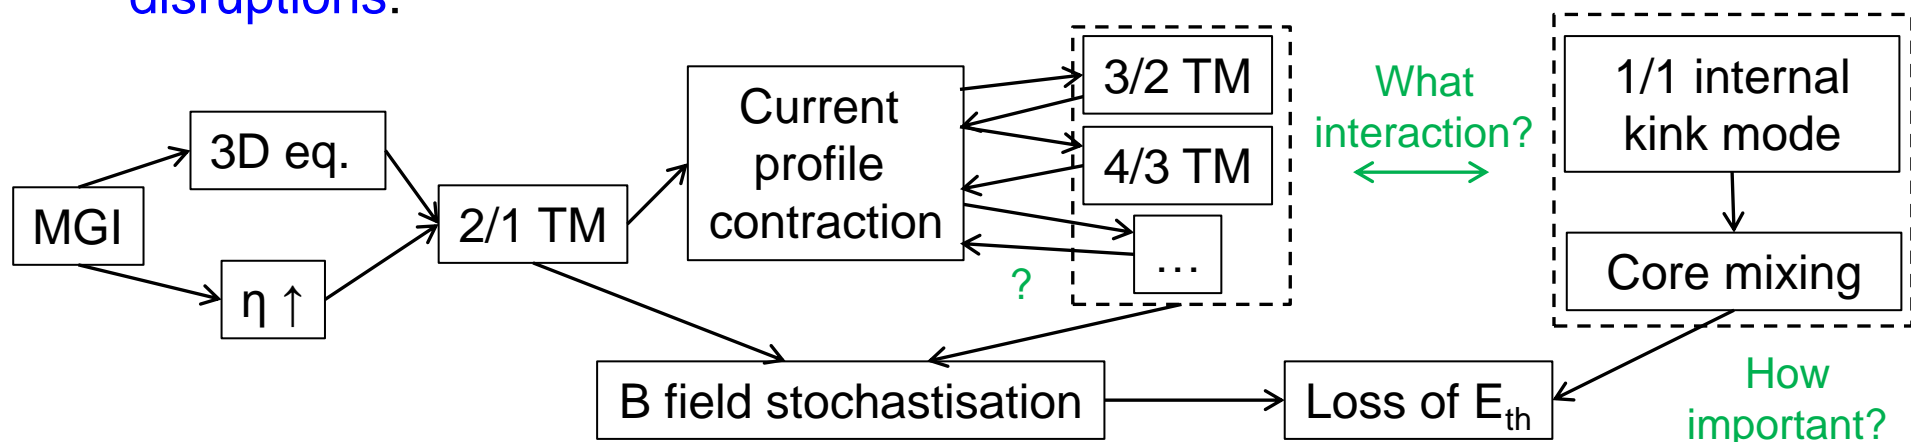 disruptions.
MGI
3D eq.
η ↑
2/1 TM
Current
profile
contraction
3/2 TM
4/3 TM
...
?
What
interaction?
1/1 internal
kink mode
Core mixing
B field stochastisation
Loss of Eth
How
important?